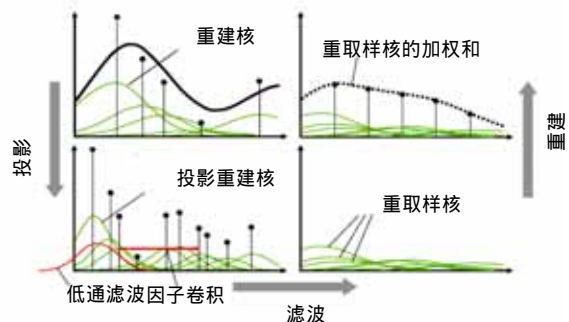 重建核
重取样核的加权和
投影
重建
投影重建核
重取样核
低通滤波因子卷积
滤波